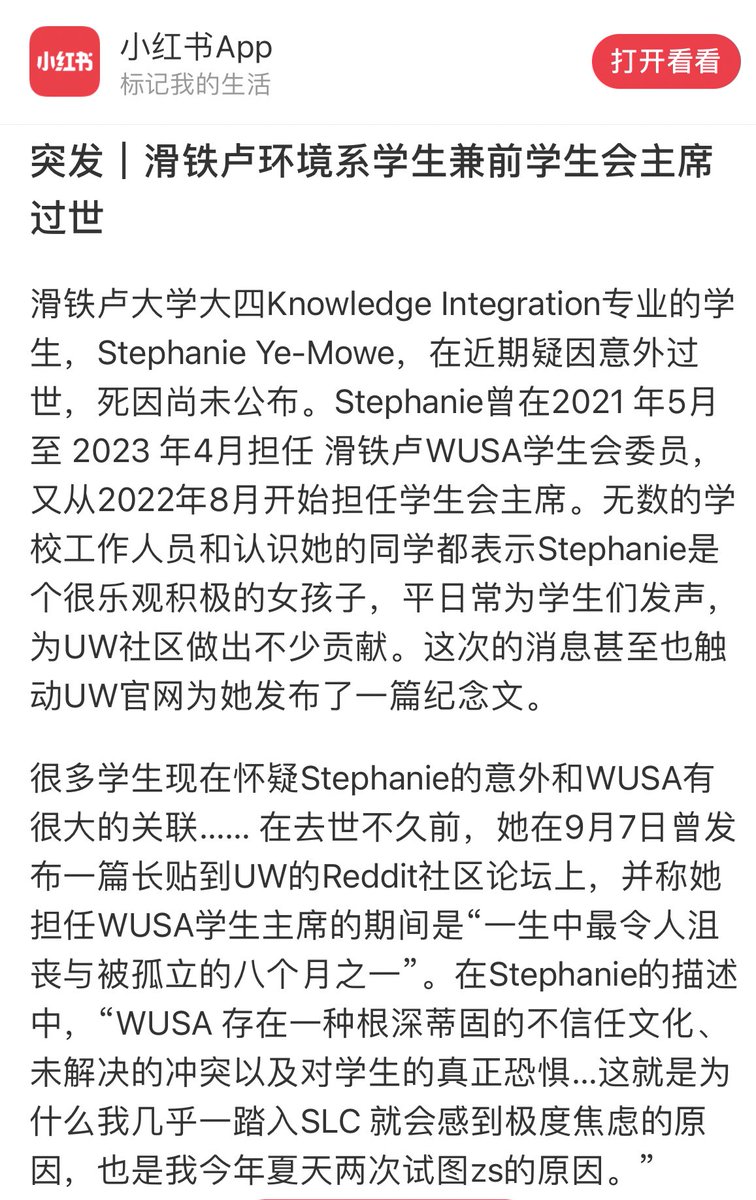 小红书
小红书App
标记我的生活
打开看看
突发｜滑铁卢环境系学生兼前学生会主席
过世
滑铁卢大学大四Knowledge Integration专业的学
生，Stephanie Ye-Mowe，在近期疑因意外过
世，死因尚未公布。Stephanie曾在2021 年5月
至 2023 年4月担任 滑铁卢WUSA学生会委员，
又从2022年8月开始担任学生会主席。无数的学
校工作人员和认识她的同学都表示Stephanie是
个很乐观积极的女孩子，平日常为学生们发声，
为UW社区做出不少贡献。这次的消息甚至也触
动UW官网为她发布了一篇纪念文。
很多学生现在怀疑Stephanie的意外和WUSA有
很大的关联…… 在去世不久前，她在9月7日曾发
布一篇长贴到UW的Reddit社区论坛上，并称她
担任WUSA学生主席的期间是“一生中最令人沮
丧与被孤立的八个月之一”。在Stephanie的描述
中，“WUSA 存在一种根深蒂固的不信任文化、
未解决的冲突以及对学生的真正恐惧...这就是为
什么我几乎一踏入SLC 就会感到极度焦虑的原
因，也是我今年夏天两次试图zs的原因。”